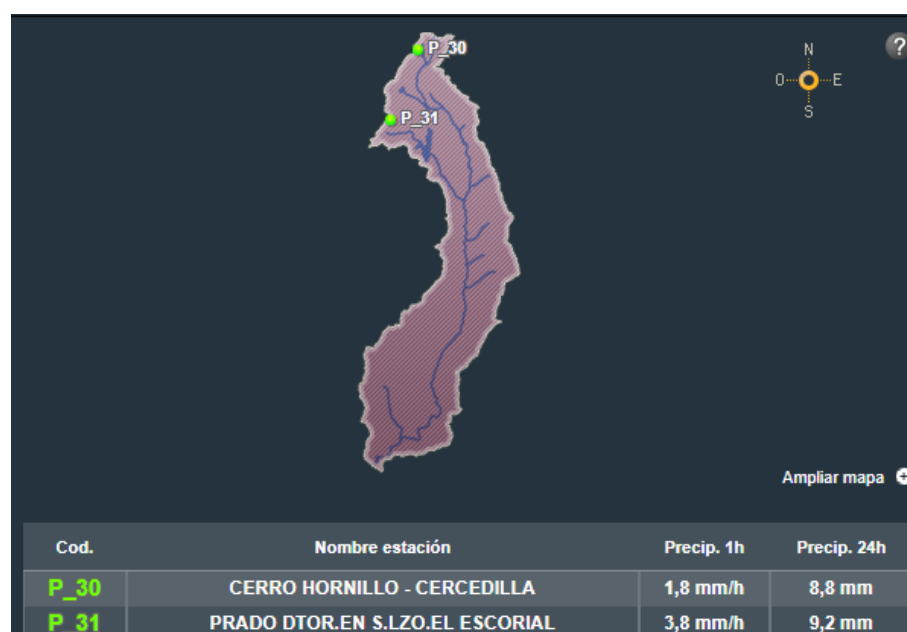 P_30
N
?
O E
S
P_31
Ampliar mapa
Cod. Nombre estación Precip. 1h Precip. 24h
P_30 CERRO HORNILLO - CERCEDILLA 1,8 mm/h 8,8 mm
P_31 PRADO DTOR.EN S.LZO.EL ESCORIAL 3,8 mm/h 9,2 mm